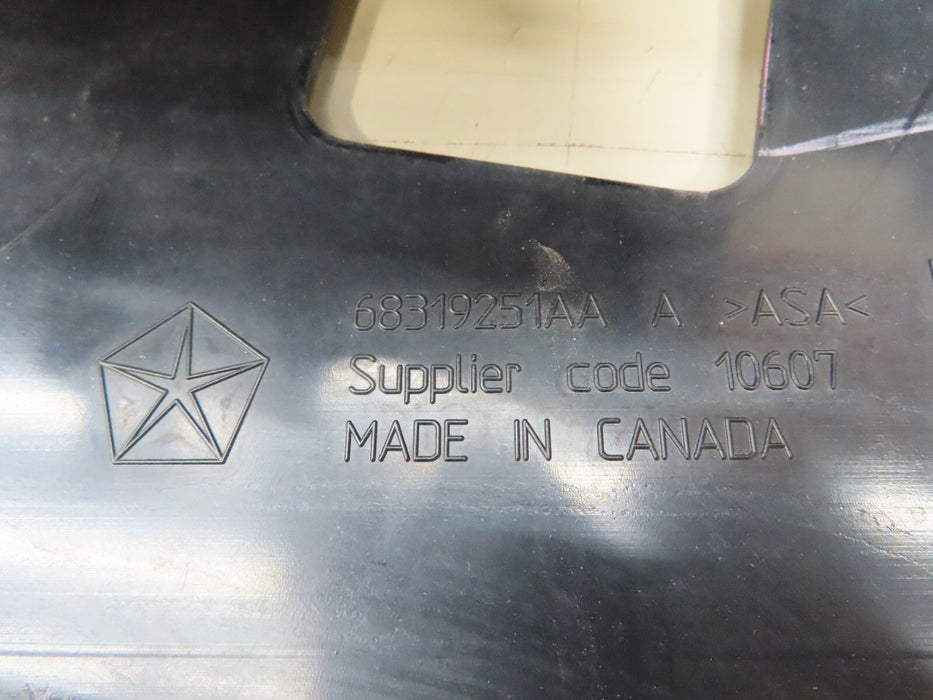 68319251AA A >ASA<
Supplier code 10607
MADE IN CANADA